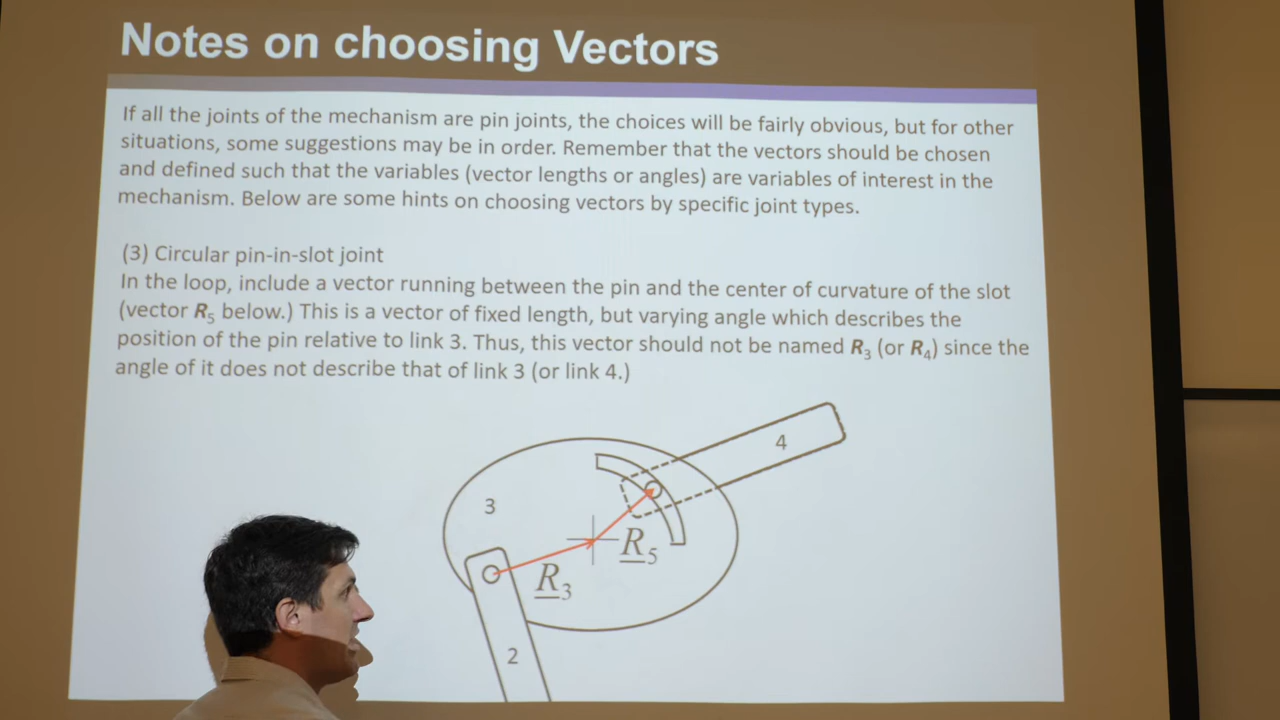 Notes on choosing Vectors
If all the joints of the mechanism are pin joints, the choices will be fairly obvious, but for other
situations, some suggestions may be in order. Remember that the vectors should be chosen
and defined such that the variables (vector lengths or angles) are variables of interest in the
mechanism. Below are some hints on choosing vectors by specific joint types.
(3) Circular pin-in-slot joint
In the loop, include a vector running between the pin and the center of curvature of the slot
(vector R₅ below.) This is a vector of fixed length, but varying angle which describes the
position of the pin relative to link 3. Thus, this vector should not be named R₃ (or R₄) since the
angle of it does not describe that of link 3 (or link 4.)
4
3
R₅
R₃
2